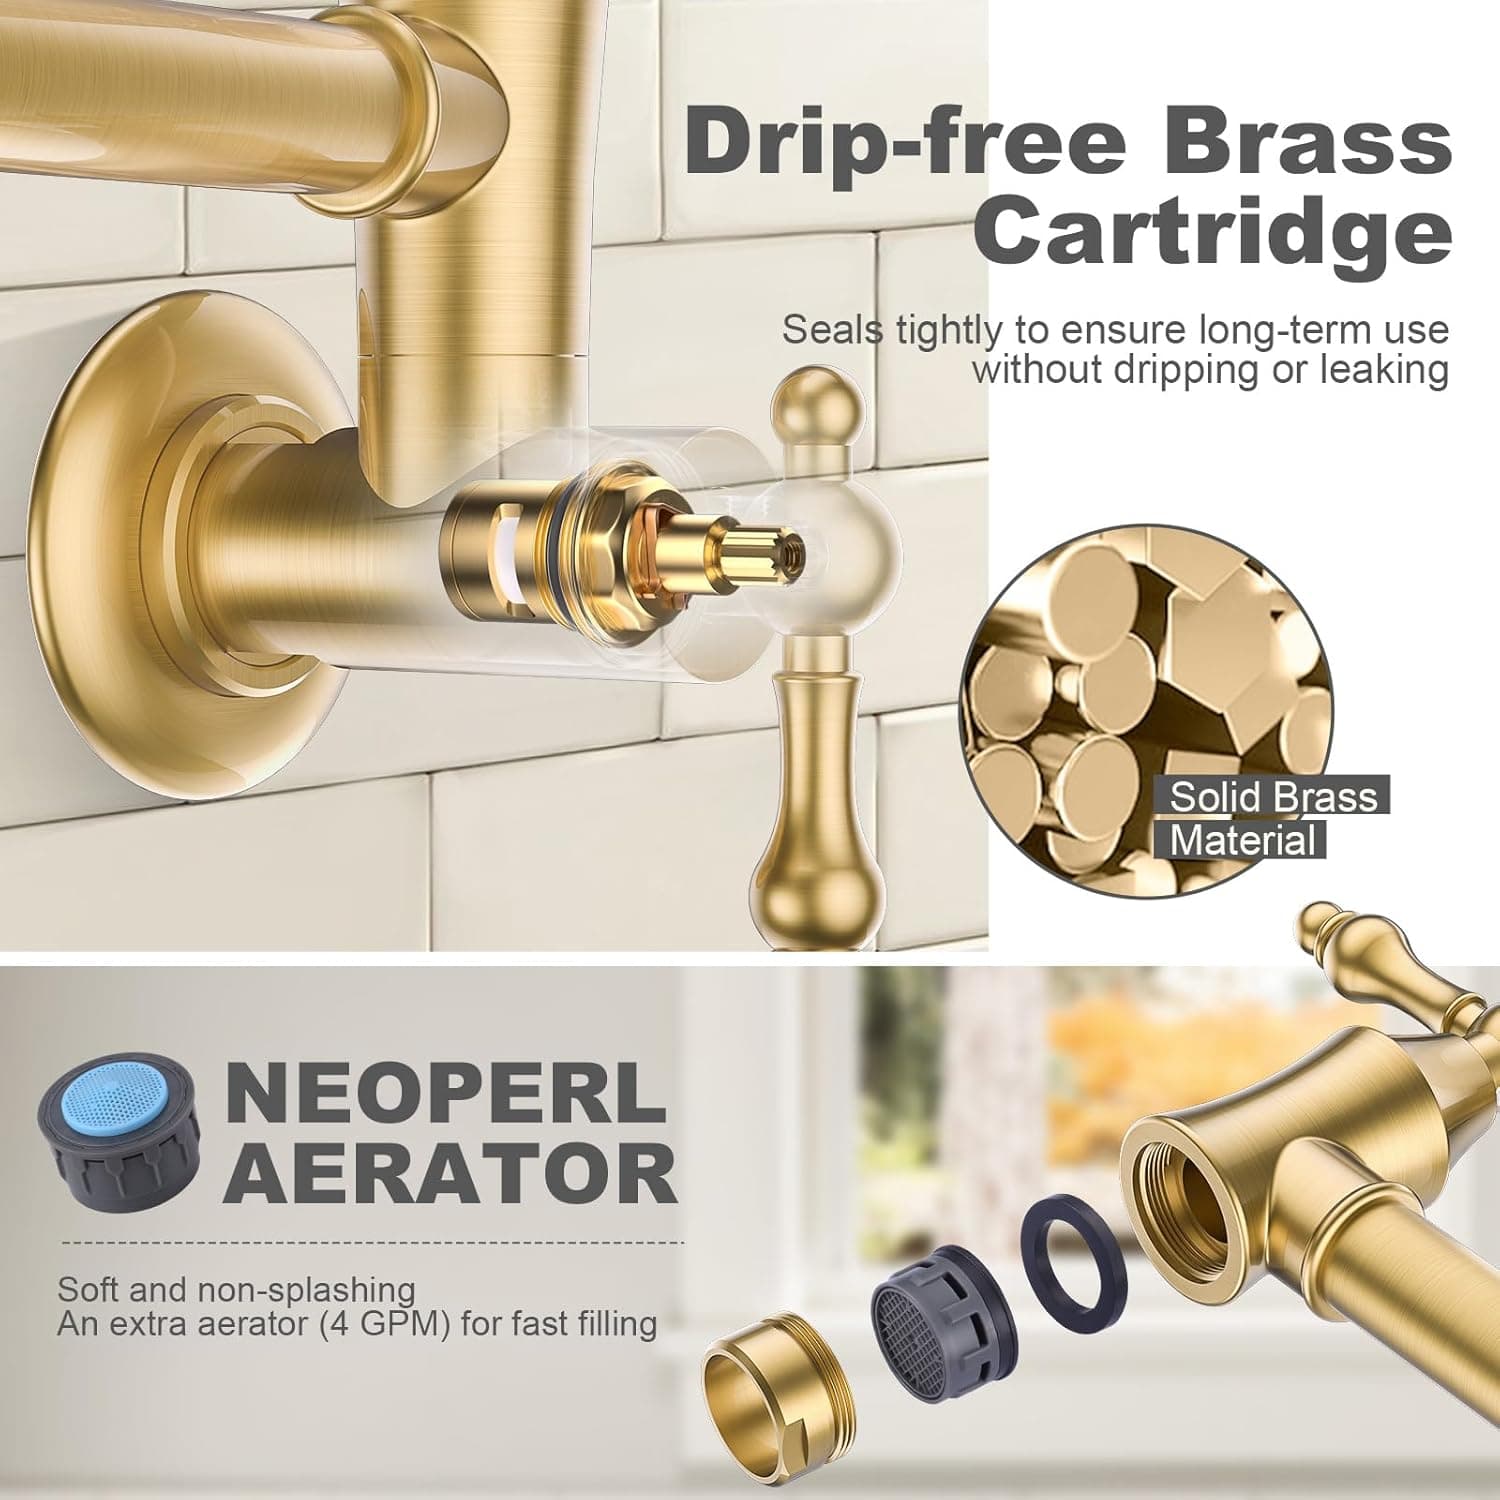 Drip-free Brass
Cartridge
Seals tightly to ensure long-term use
without dripping or leaking
Solid Brass
Material
NEOPERL
AERATOR
Soft and non-splashing
An extra aerator (4 GPM) for fast filling